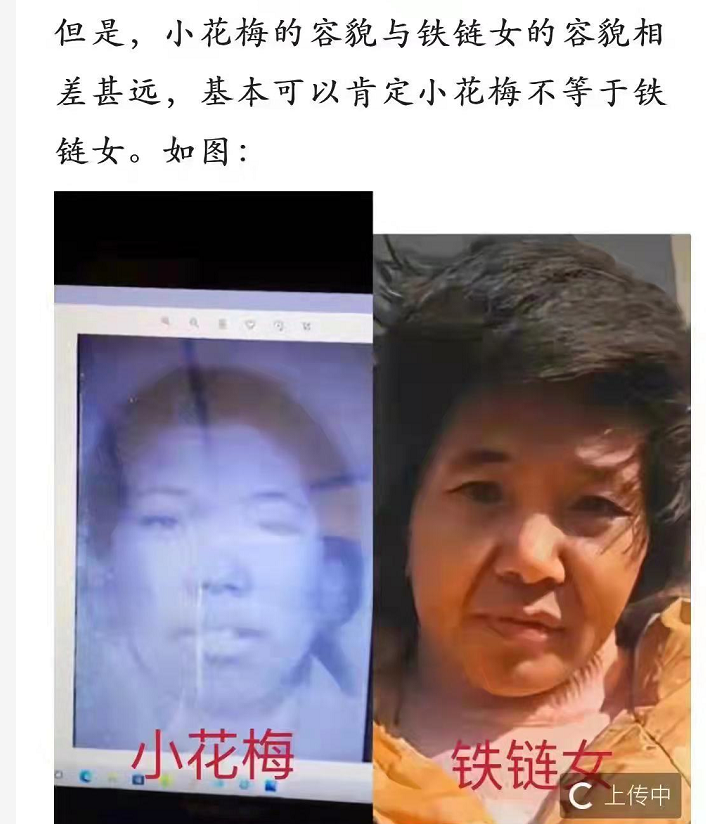 但是，小花梅的容貌与铁链女的容貌相
差甚远，基本可以肯定小花梅不等于铁
链女。如图：
小花梅
铁链女
上传中